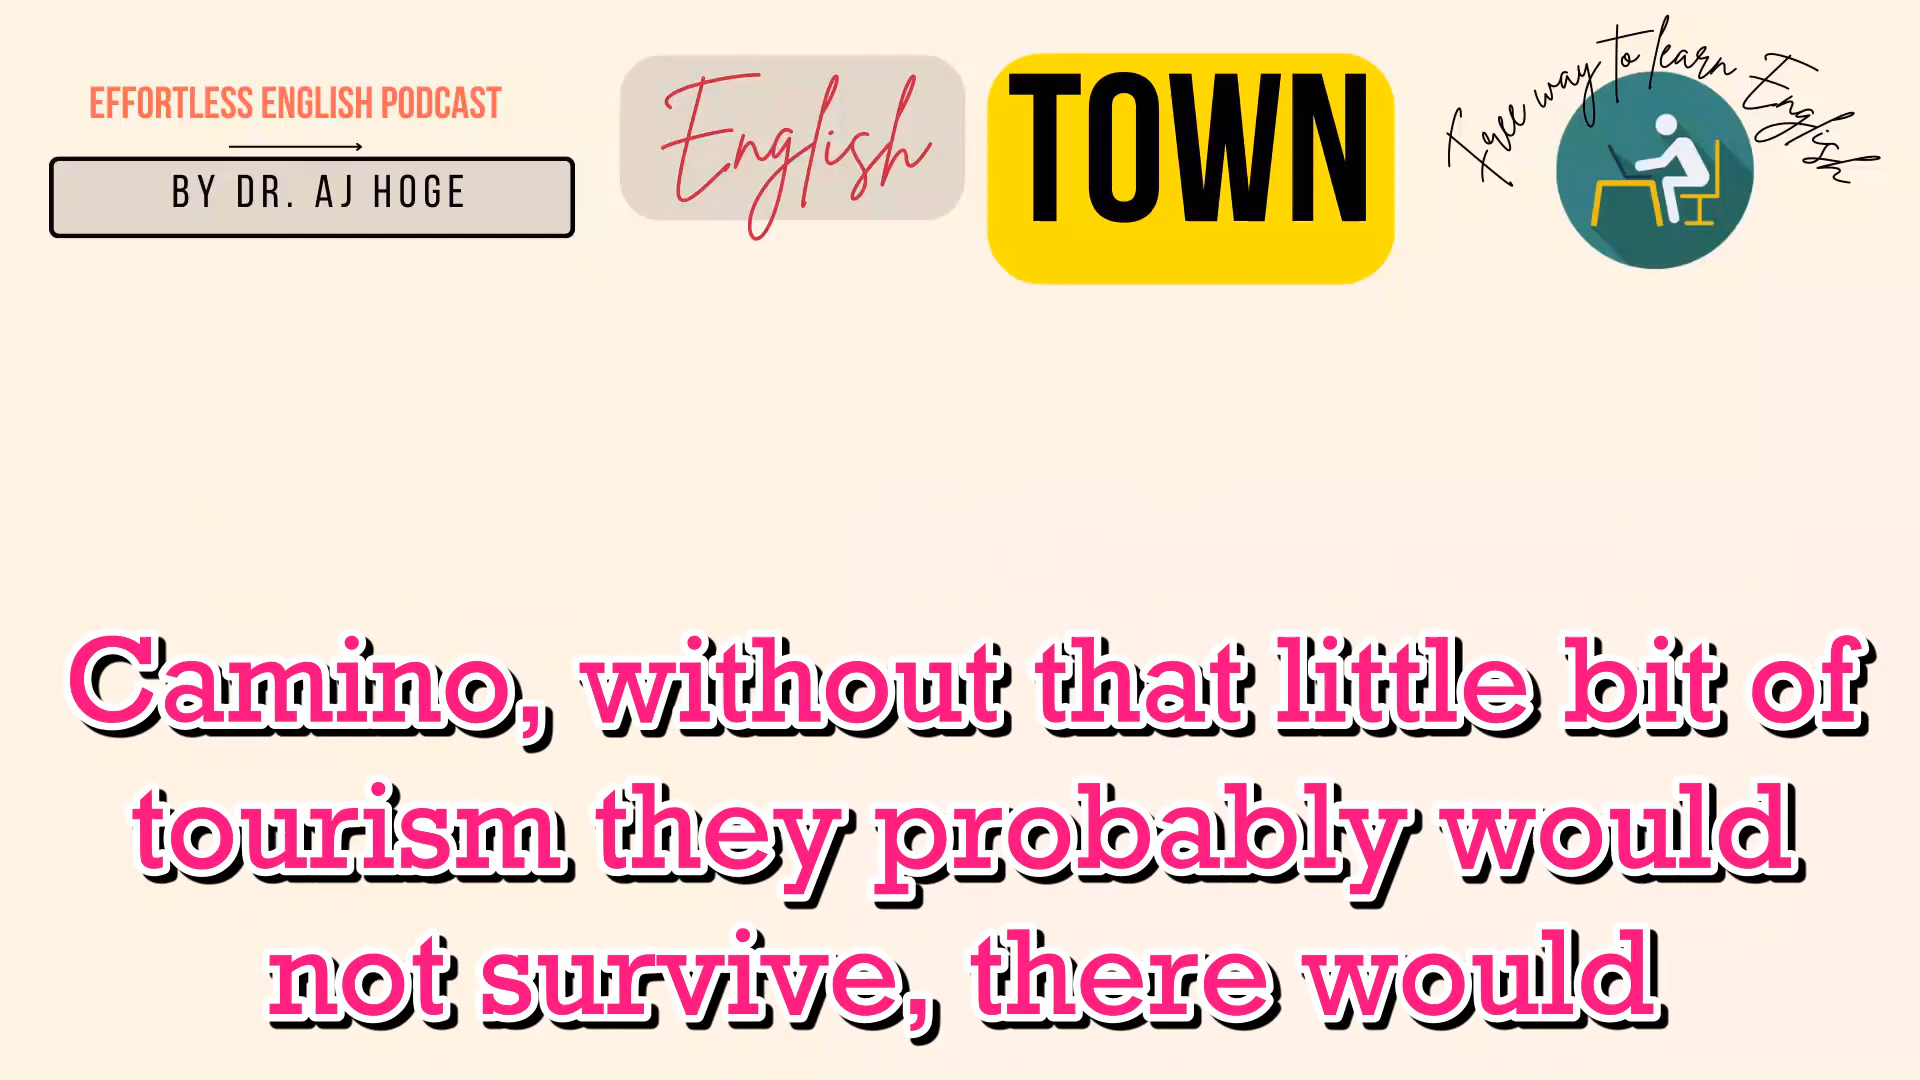 EFFORTLESS ENGLISH PODCAST
BY DR. AJ HOGE
English
TOWN
Free way to learn English
Camino, without that little bit of
tourism they probably would
not survive, there would